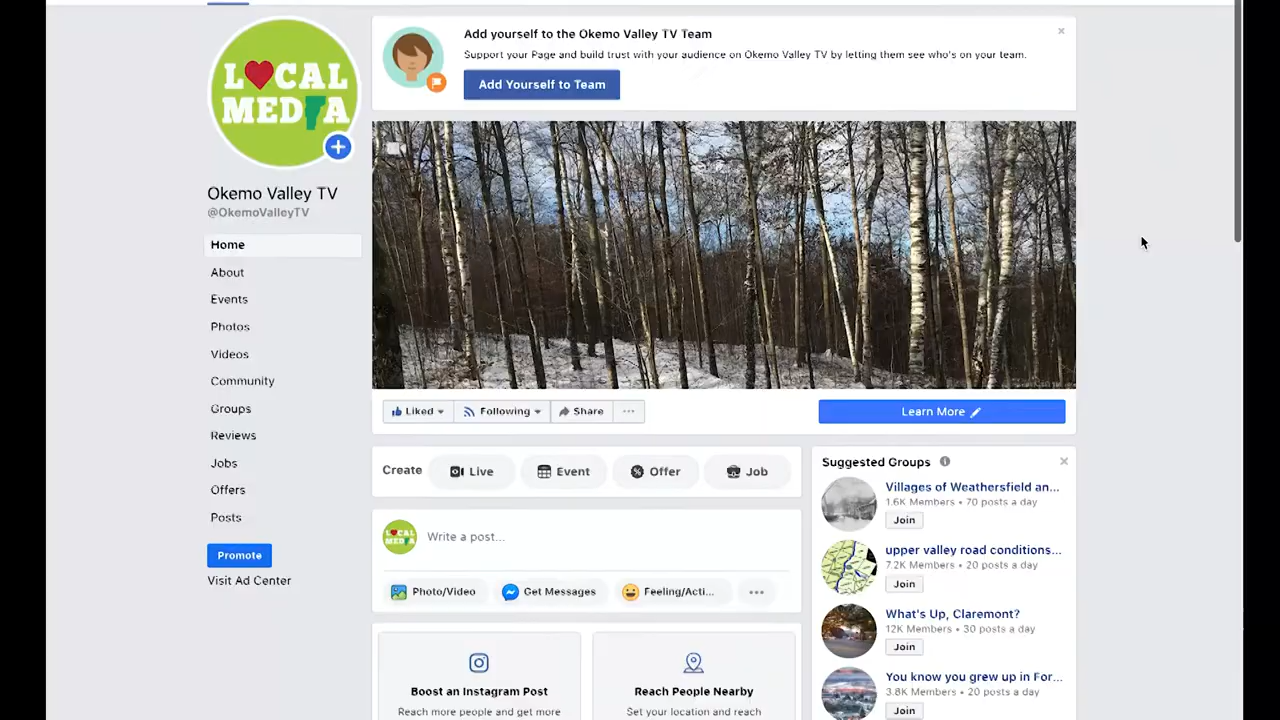 LOCAL
MEDIA
Okemo Valley TV
@OkemoValleyTV
Home
About
Events
Photos
Videos
Community
Groups
Reviews
Jobs
Offers
Posts
Promote
Visit Ad Center
Add yourself to the Okemo Valley TV Team
Support your Page and build trust with your audience on Okemo Valley TV by letting them see who's on your team.
Add Yourself to Team
Liked
Following
Share
Learn More
Create
Live
Event
Offer
Job
LOCAL
MEDIA
Write a post...
Photo/Video
Get Messages
Feeling/Acti...
Boost an Instagram Post
Reach more people and get more
Reach People Nearby
Set your location and reach
Suggested Groups
Villages of Weathersfield an...
1.6K Members • 70 posts a day
Join
upper valley road conditions...
7.2K Members • 20 posts a day
Join
What's Up, Claremont?
12K Members • 30 posts a day
Join
You know you grew up in For...
3.8K Members • 20 posts a day
Join